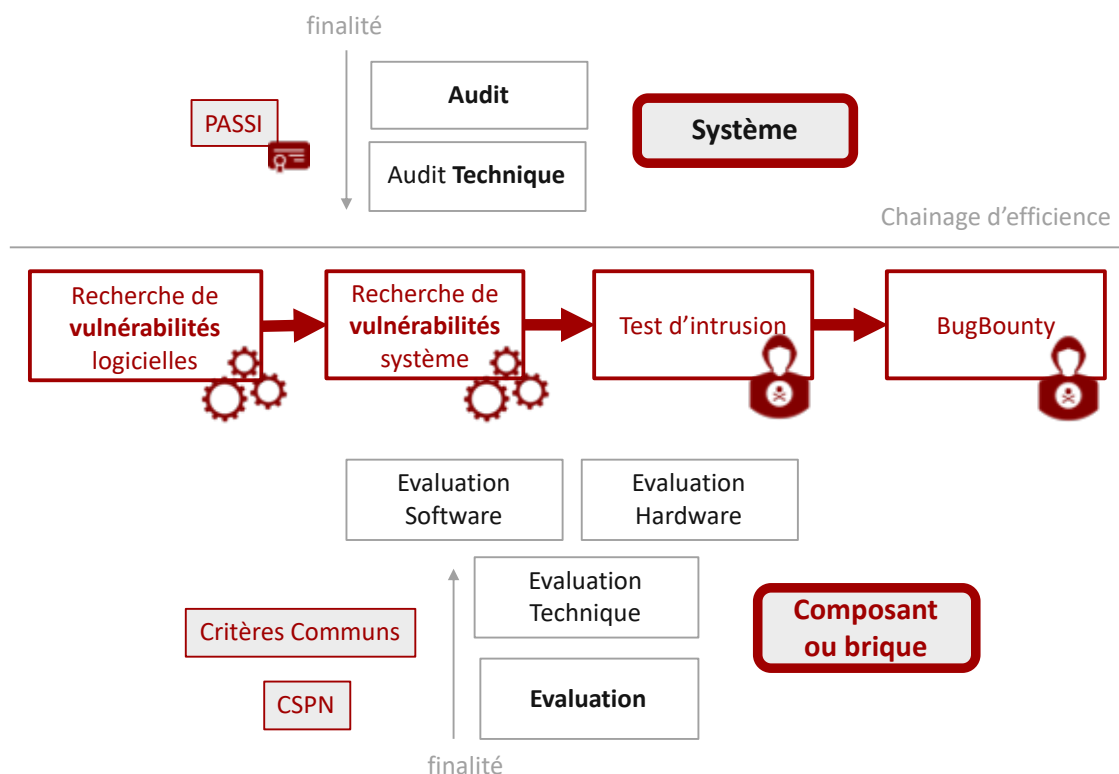 finalité
Audit
PASSI
Système
Audit Technique
Chainage d’efficience
Recherche de
vulnérabilités
logicielles
Recherche de
vulnérabilités
système
Test d’intrusion
BugBounty
Evaluation
Software
Evaluation
Hardware
Evaluation
Technique
Critères Communs
Composant
ou brique
CSPN
Evaluation
finalité